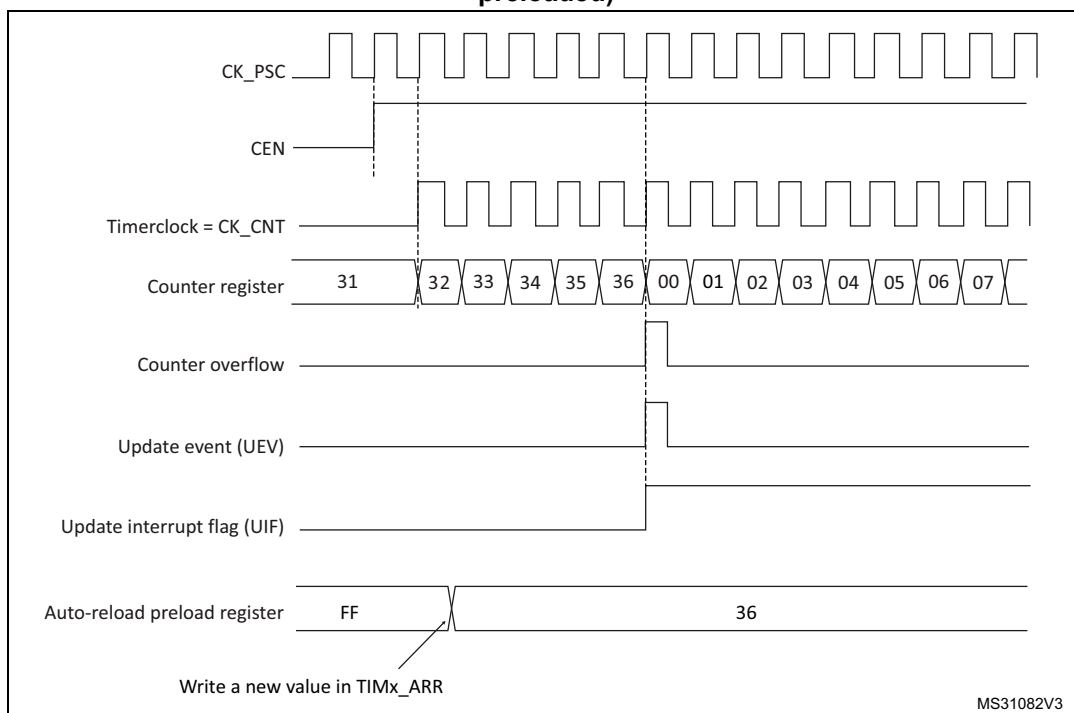 preloaded)
CK_PSC
CEN
Timerclock = CK_CNT
Counter register 31 32 33 34 35 36 00 01 02 03 04 05 06 07
Counter overflow
Update event (UEV)
Update interrupt flag (UIF)
Auto-reload preload register FF 36
Write a new value in TIMx_ARR
MS31082V3